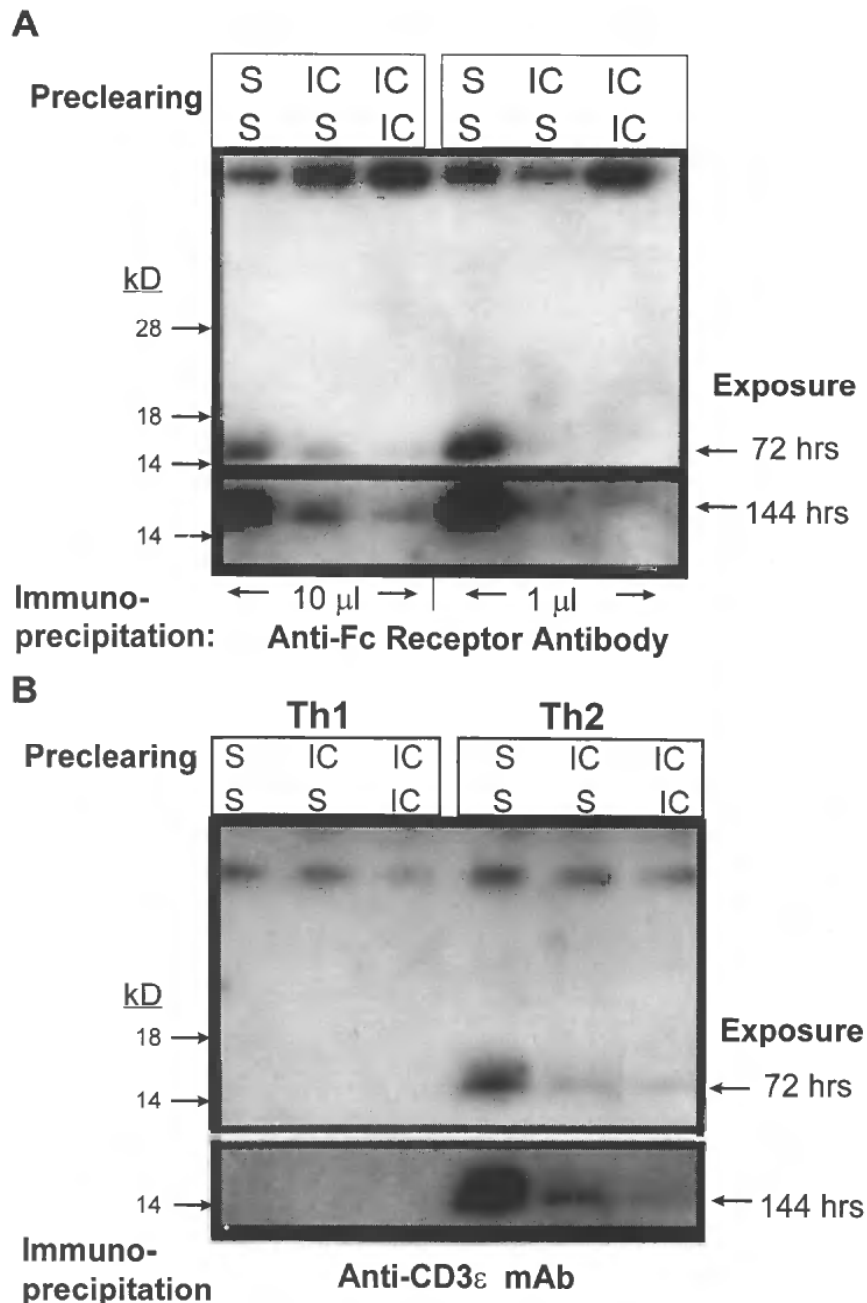 A
Preclearing
S IC IC S IC IC
S S IC S S IC
kD
28
18
14
Exposure
72 hrs
14
144 hrs
Immuno-
precipitation:
10 µl 1 µl
Anti-Fc Receptor Antibody
B
Th1 Th2
Preclearing
S IC IC S IC IC
S S IC S S IC
kD
18
14
Exposure
72 hrs
14
144 hrs
Immuno-
precipitation
Anti-CD3ε mAb